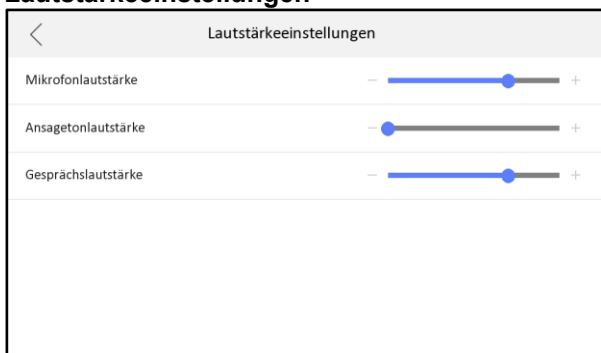 Lautstärkeeinstellungen
Lautstärkeeinstellungen
Mikrofonlautstärke
Ansagetonlautstärke
Gesprächslautstärke